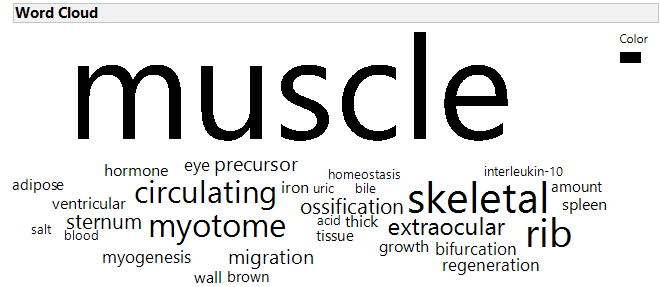 Word Cloud
Color
muscle
hormone eye precursor homeostasis interleukin-10
adipose circulating iron uric bile skeletal amount
ventricular ossification spleen
salt blood sternum myotome acid thick extraocular rib
tissue growth bifurcation
myogenesis migration regeneration
wall brown